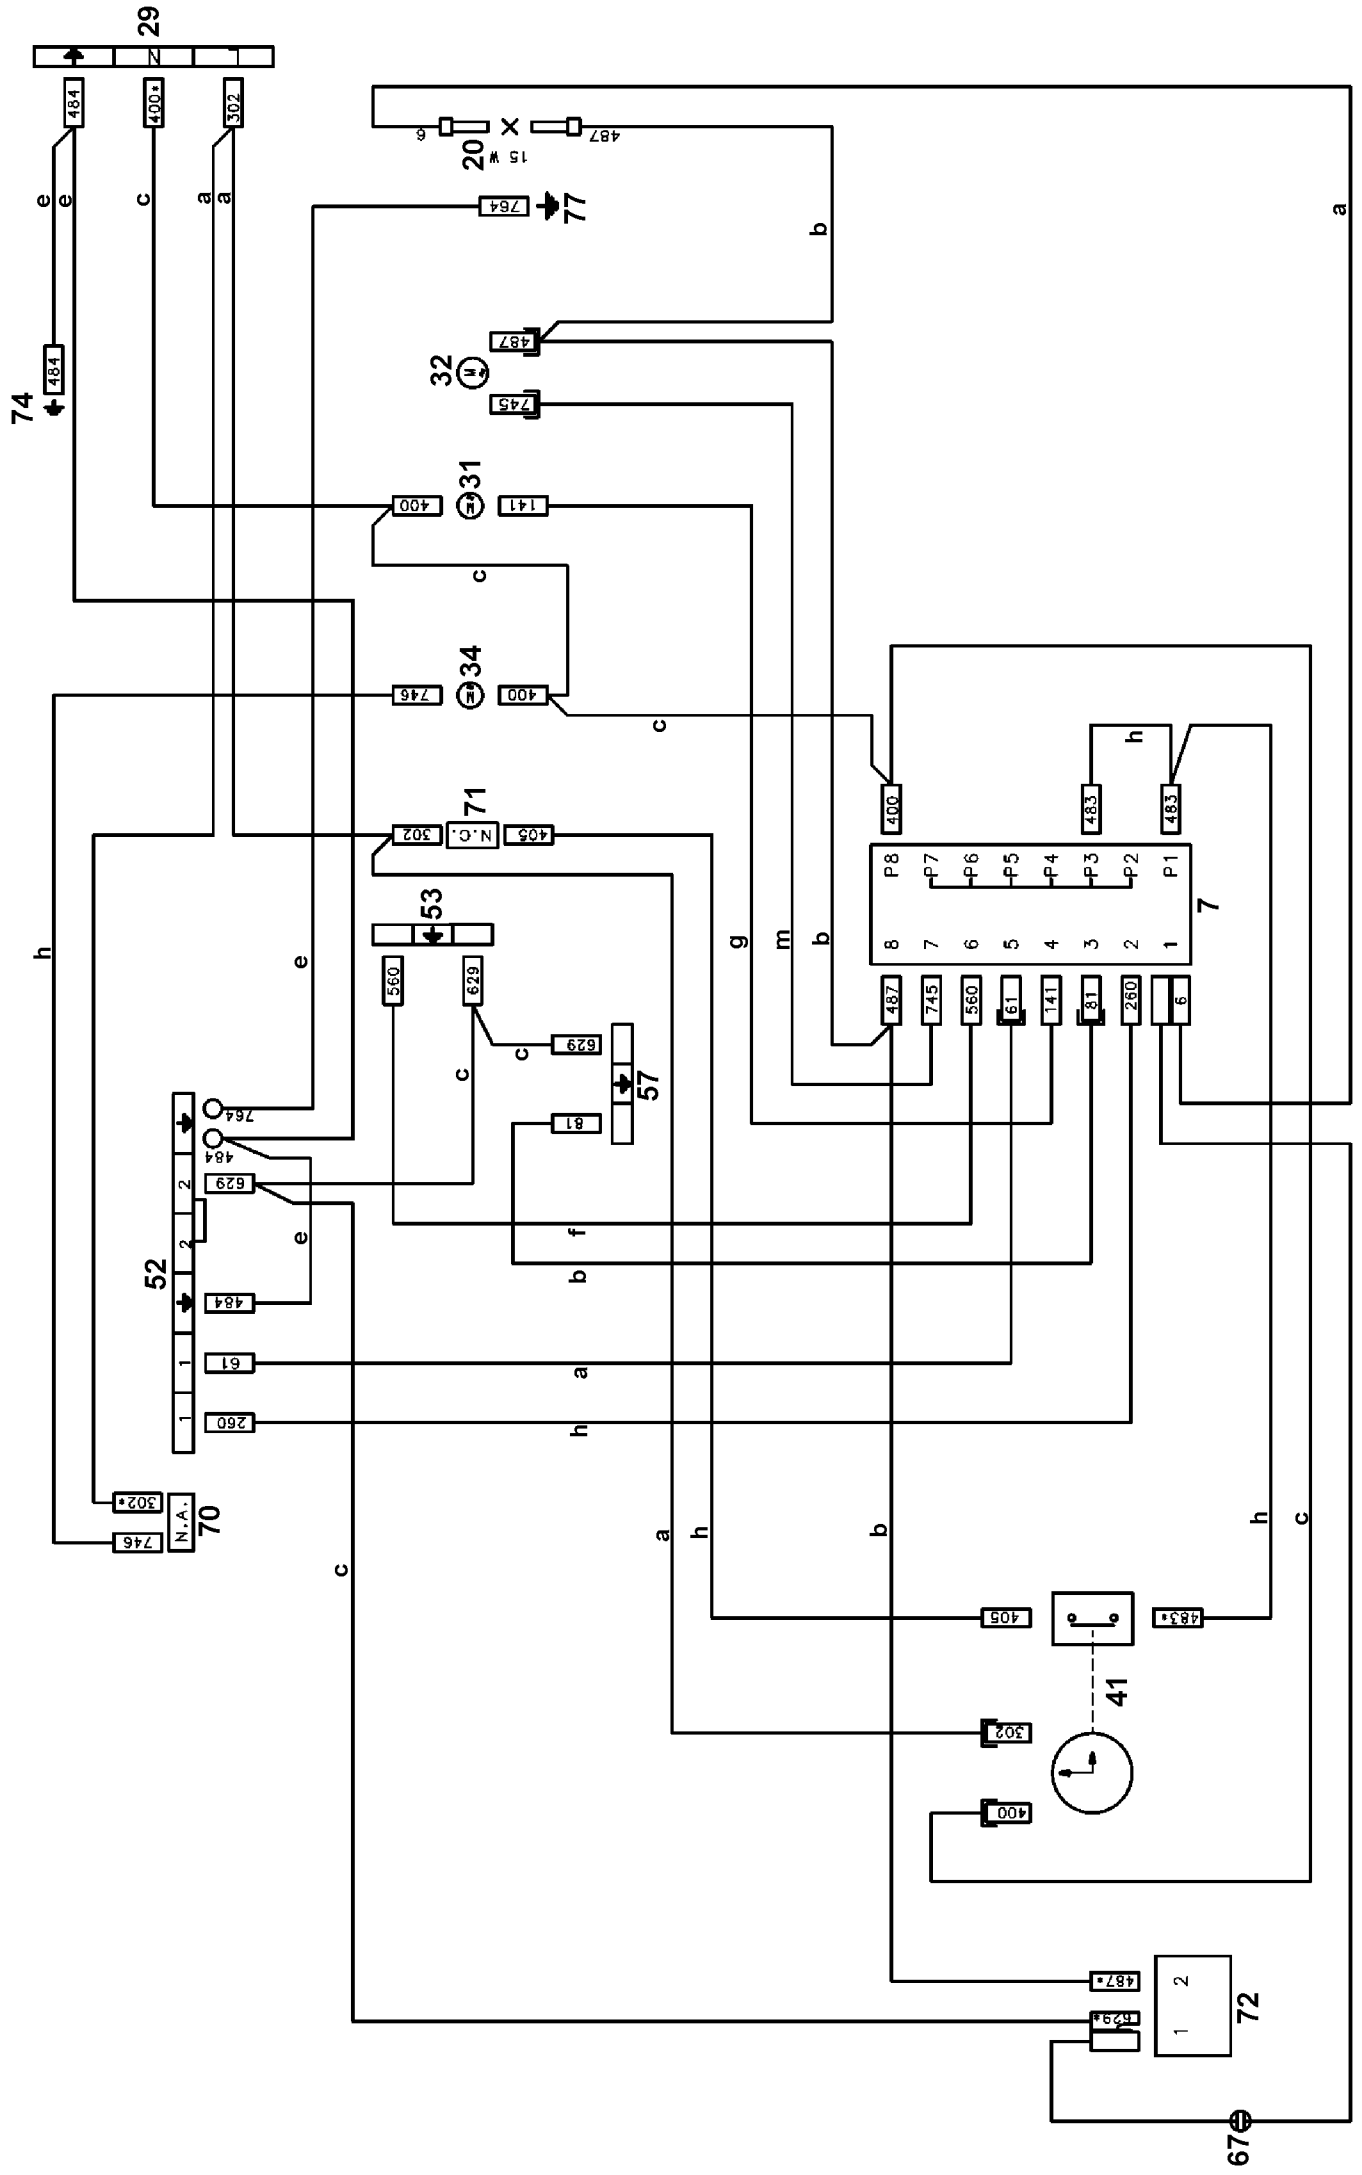 29
484
400*
302
e
e
c
a
a
6
20
15 W
487
764
77
b
a
74
484
32
487
745
400
31
141
c
746
34
400
c
302
71
N.C.
405
h
e
53
560
629
c
c
629
57
81
g
m
b
400
483
483
h
P8
P7
P6
P5
P4
P3
P2
P1
8
7
6
5
4
3
2
1
7
487
745
560
61
141
81
260
6
52
2
2
1
1
764
484
629
484
61
260
e
f
b
a
h
302*
746
N.A.
70
c
a
h
b
h
c
405
483*
41
302
400
487*
629*
2
1
72
67